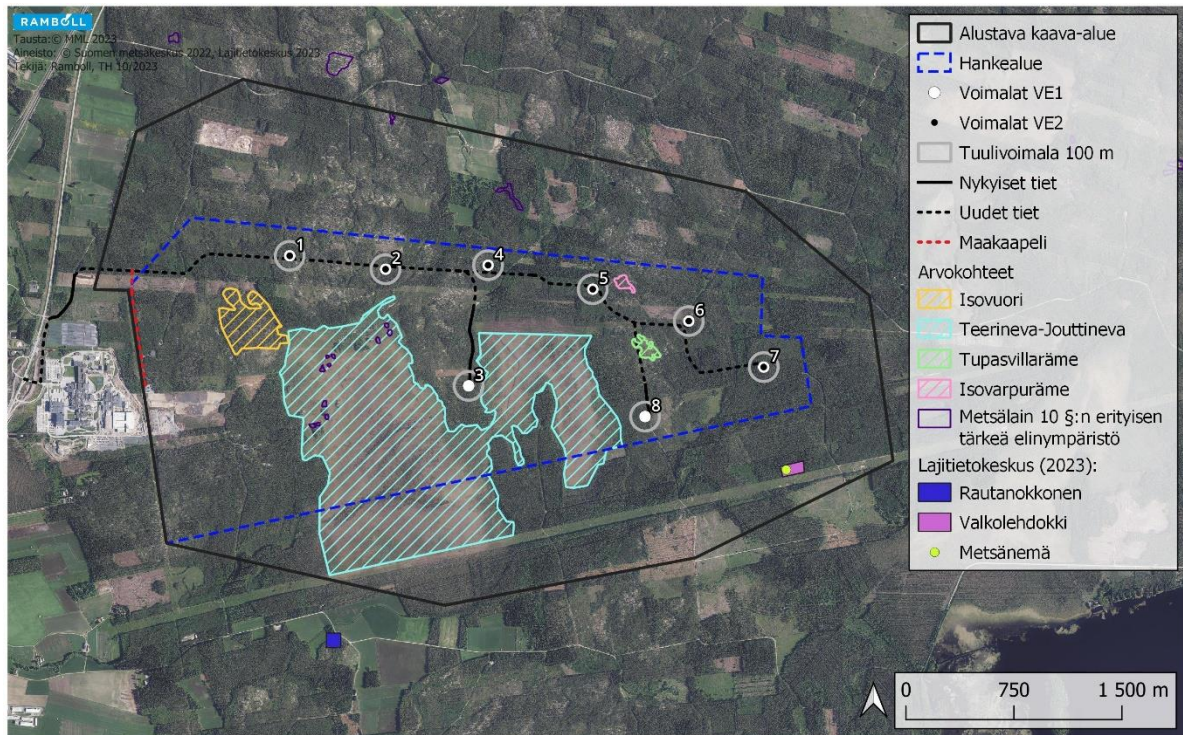 RAMBOLL
Tausta:© MML 2023
Aineisto: © Suomen metsäkeskus 2022, Lajitietokeskus 2023
Tekijä: Ramboll, TH 10/2023
1
2
4
5
6
7
3
8
Alustava kaava-alue
Hankealue
Voimalat VE1
Voimalat VE2
Tuulivoimala 100 m
Nykyiset tiet
Uudet tiet
Maakaapeli
Arvokohteet
Isovuori
Teerineva-Jouttineva
Tupasvillaräme
Isovarpuräme
Metsälain 10 §:n erityisen
tärkeä elinympäristö
Lajitietokeskus (2023):
Rautanokkonen
Valkolehdokki
Metsänemä
0 750 1 500 m